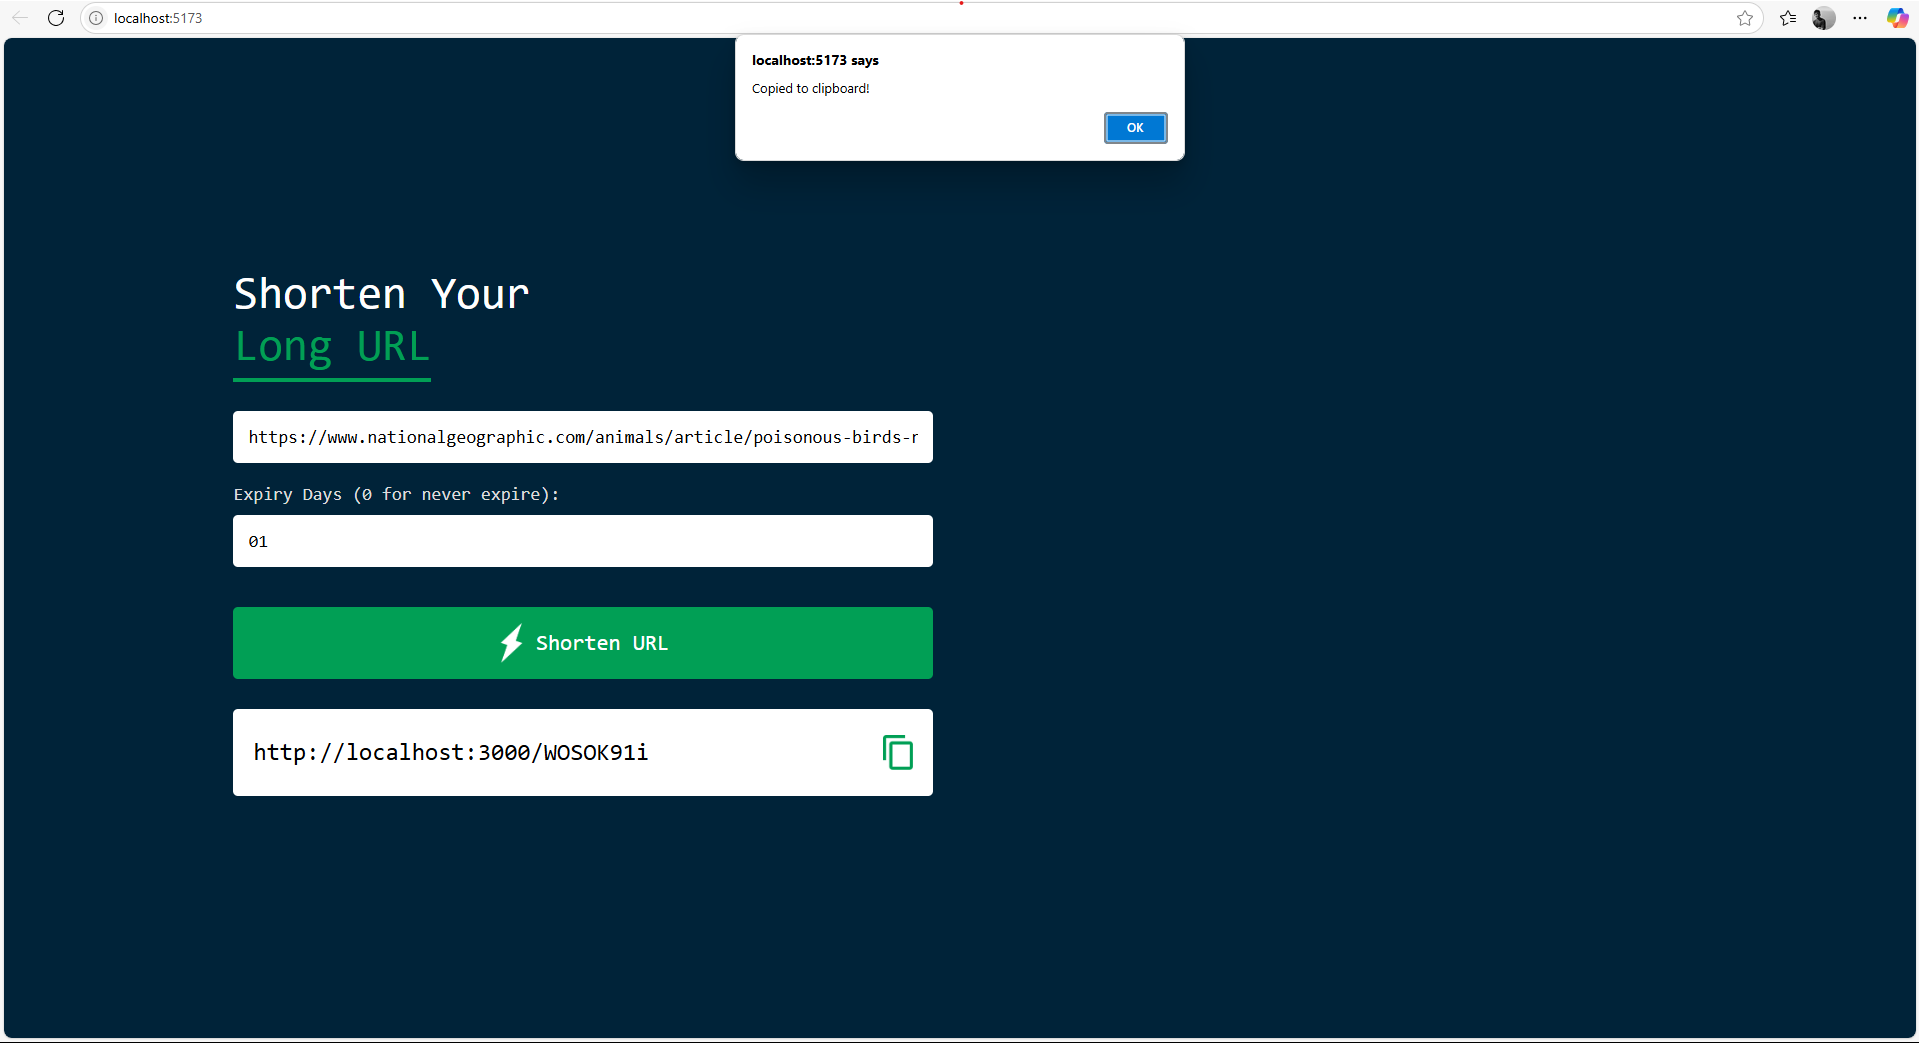 localhost:5173
localhost:5173 says
Copied to clipboard!
OK
Shorten Your
Long URL
https://www.nationalgeographic.com/animals/article/poisonous-birds-r
Expiry Days (0 for never expire):
01
Shorten URL
http://localhost:3000/WOSOK91i